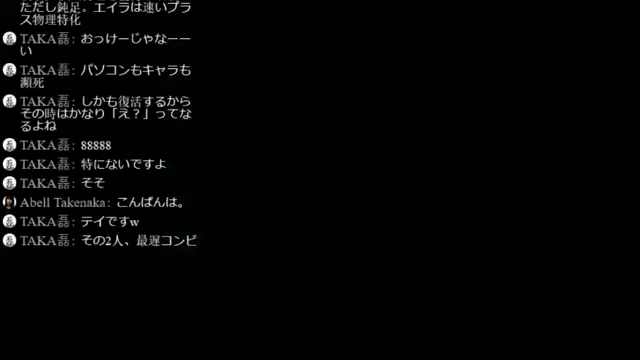 ただし鈍足。エイラは速いプラ
ス物理特化
TAKA磊: おっけーじゃなーー
い
TAKA磊: パソコンもキャラも
瀕死
TAKA磊: しかも復活するから
その時はかなり「え？」ってな
るよね
TAKA磊: 88888
TAKA磊: 特にないですよ
TAKA磊: そそ
Abell Takenaka: こんばんは。
TAKA磊: テイですw
TAKA磊: その2人、最遅コンビ